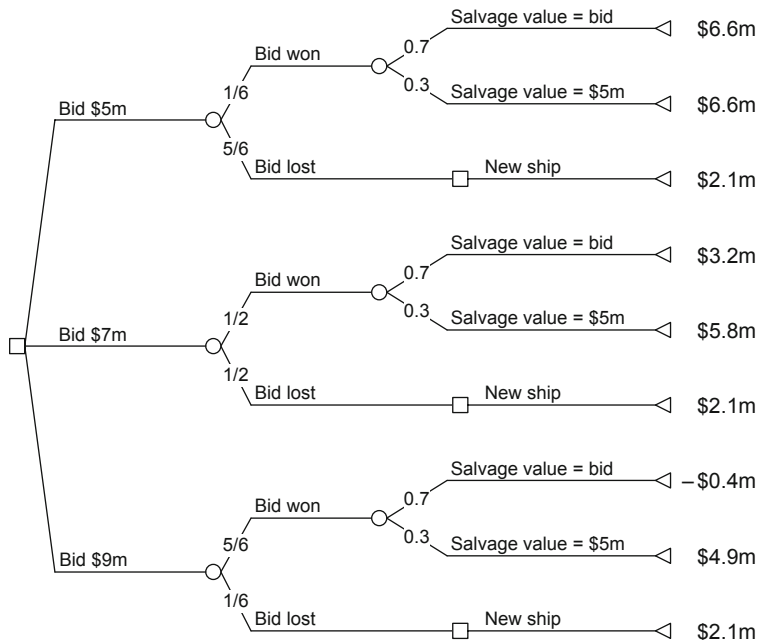 Salvage value = bid
0.7
$6.6m
Bid won
0.3
Salvage value = $5m
$6.6m
1/6
Bid $5m
5/6
Bid lost
New ship
$2.1m
Salvage value = bid
0.7
$3.2m
Bid won
0.3
Salvage value = $5m
$5.8m
1/2
Bid $7m
1/2
Bid lost
New ship
$2.1m
Salvage value = bid
0.7
–$0.4m
Bid won
0.3
Salvage value = $5m
$4.9m
5/6
Bid $9m
1/6
Bid lost
New ship
$2.1m